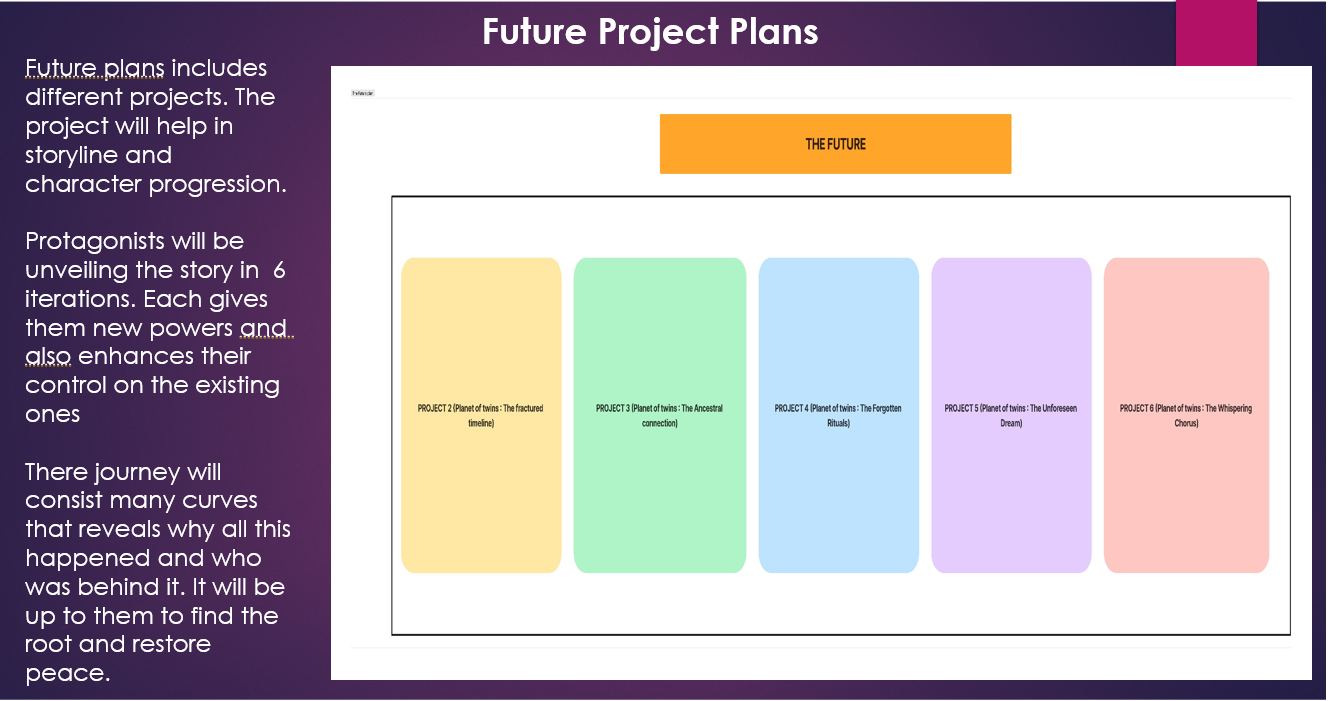 Future Project Plans
Future plans includes
different projects. The
project will help in
storyline and
character progression.
Protagonists will be
unveiling the story in  6
iterations. Each gives
them new powers and
also enhances their
control on the existing
ones
There journey will
consist many curves
that reveals why all this
happened and who
was behind it. It will be
up to them to find the
root and restore
peace.
THE FUTURE
PROJECT 2 (Planet of twins : The fractured
timeline)
PROJECT 3 (Planet of twins : The Ancestral
connection)
PROJECT 4 (Planet of twins : The Forgotten
Rituals)
PROJECT 5 (Planet of twins : The Unforeseen
Dream)
PROJECT 6 (Planet of twins : The Whispering
Chorus)